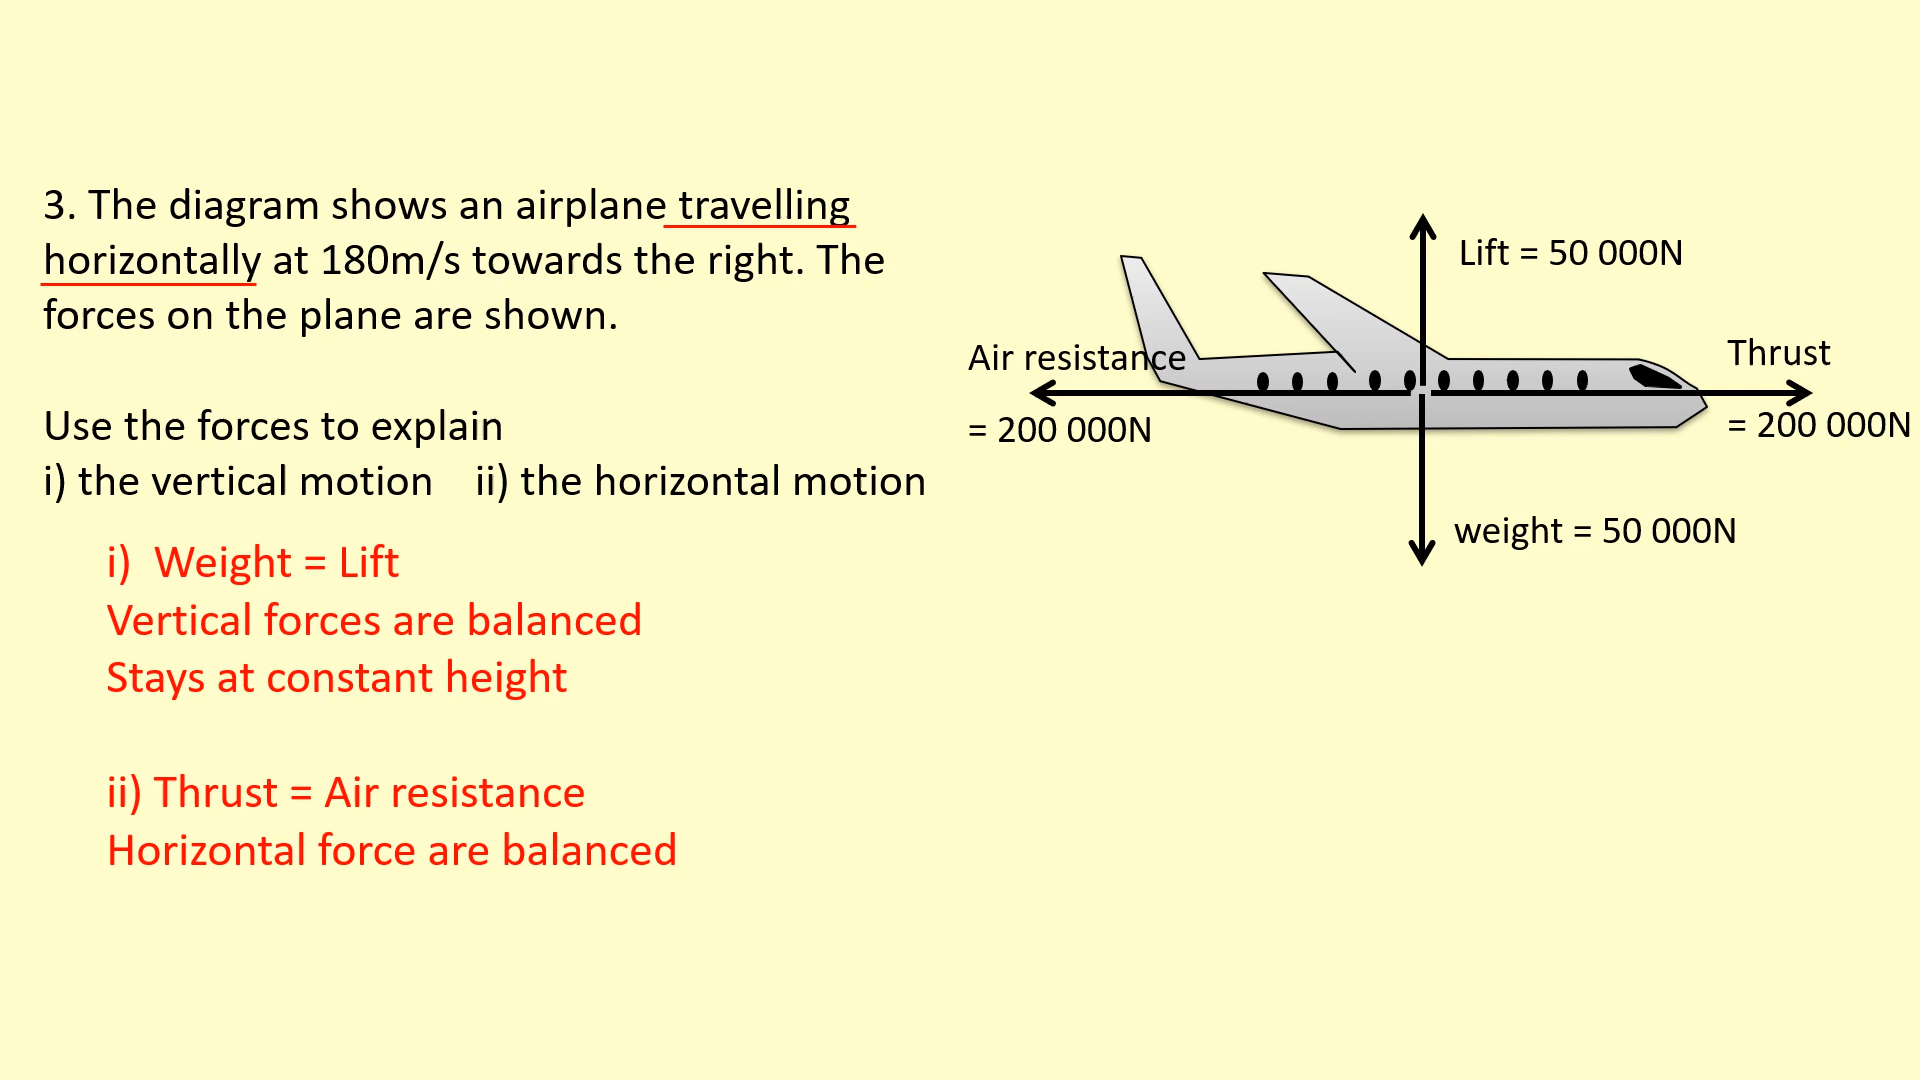 3. The diagram shows an airplane travelling
horizontally at 180m/s towards the right. The
forces on the plane are shown.
Use the forces to explain
i) the vertical motion ii) the horizontal motion
i) Weight = Lift
Vertical forces are balanced
Stays at constant height
ii) Thrust = Air resistance
Horizontal force are balanced
Lift = 50 000N
Air resistance
= 200 000N
Thrust
= 200 000N
weight = 50 000N